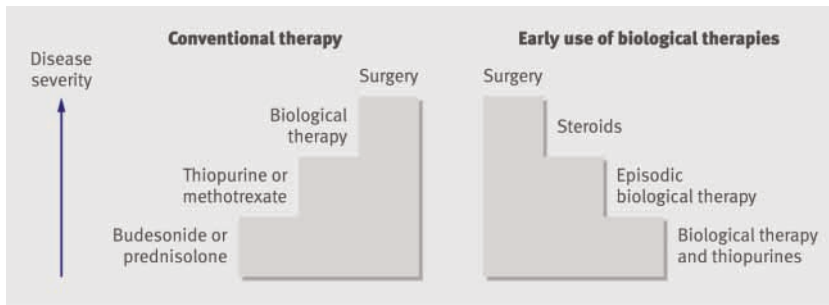 Conventional therapy
Early use of biological therapies
Disease
severity
Surgery
Biological
therapy
Thiopurine or
methotrexate
Budesonide or
prednisolone
Surgery
Steroids
Episodic
biological therapy
Biological therapy
and thiopurines